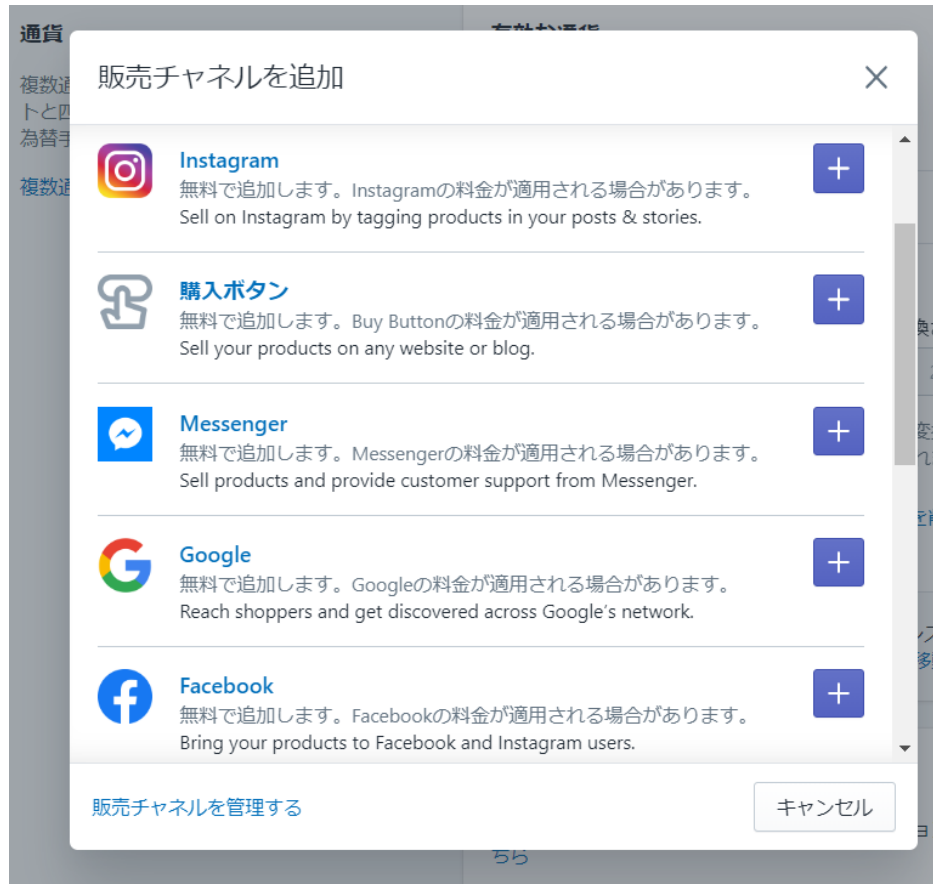 通貨
有効な通貨
複数通
トと四
為替手
複数通
販売チャネルを追加
Instagram
無料で追加します。Instagramの料金が適用される場合があります。
Sell on Instagram by tagging products in your posts & stories.
購入ボタン
無料で追加します。Buy Buttonの料金が適用される場合があります。
Sell your products on any website or blog.
Messenger
無料で追加します。Messengerの料金が適用される場合があります。
Sell products and provide customer support from Messenger.
Google
無料で追加します。Googleの料金が適用される場合があります。
Reach shoppers and get discovered across Google's network.
Facebook
無料で追加します。Facebookの料金が適用される場合があります。
Bring your products to Facebook and Instagram users.
販売チャネルを管理する
キャンセル
ちら